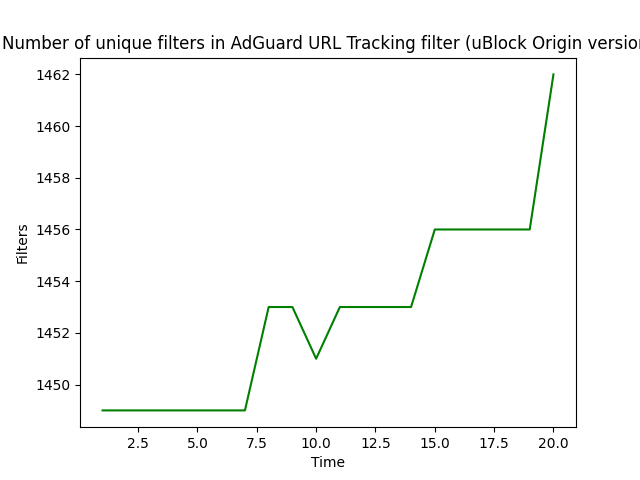 Number of unique filters in AdGuard URL Tracking filter (uBlock Origin version
1462
1460
1458
1456
1454
1452
1450
Filters
2.5 5.0 7.5 10.0 12.5 15.0 17.5 20.0
Time